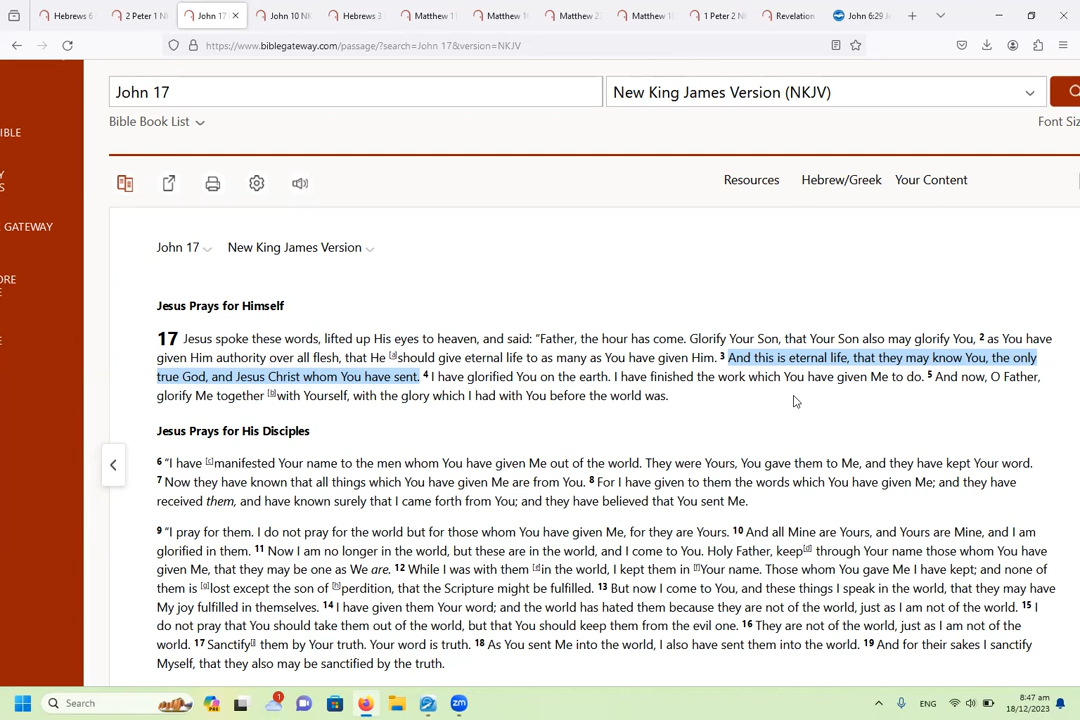 Hebrews 6
2 Peter 1 N
John 17
John 10 NK
Hebrews 3
Matthew 11
Matthew 1
Matthew 2
Matthew 1
1 Peter 2 N
Revelation
John 6:29 J
https://www.biblegateway.com/passage/?search=John 17&version=NKJV
John 17
New King James Version (NKJV)
Bible Book List
Font Siz
IBLE
Y
S
GATEWAY
ORE
E
Resources
Hebrew/Greek
Your Content
John 17
New King James Version
Jesus Prays for Himself
17 Jesus spoke these words, lifted up His eyes to heaven, and said: “Father, the hour has come. Glorify Your Son, that Your Son also may glorify You, 2 as You have
given Him authority over all flesh, that He [a]should give eternal life to as many as You have given Him. 3 And this is eternal life, that they may know You, the only
true God, and Jesus Christ whom You have sent. 4 I have glorified You on the earth. I have finished the work which You have given Me to do. 5 And now, O Father,
glorify Me together [b]with Yourself, with the glory which I had with You before the world was.
Jesus Prays for His Disciples
6 “I have [c]manifested Your name to the men whom You have given Me out of the world. They were Yours, You gave them to Me, and they have kept Your word.
7 Now they have known that all things which You have given Me are from You. 8 For I have given to them the words which You have given Me; and they have
received them, and have known surely that I came forth from You; and they have believed that You sent Me.
9 “I pray for them. I do not pray for the world but for those whom You have given Me, for they are Yours. 10 And all Mine are Yours, and Yours are Mine, and I am
glorified in them. 11 Now I am no longer in the world, but these are in the world, and I come to You. Holy Father, keep[d] through Your name those whom You have
given Me, that they may be one as We are. 12 While I was with them [e]in the world, I kept them in [f]Your name. Those whom You gave Me I have kept; and none of
them is [g]lost except the son of [h]perdition, that the Scripture might be fulfilled. 13 But now I come to You, and these things I speak in the world, that they may have
My joy fulfilled in themselves. 14 I have given them Your word; and the world has hated them because they are not of the world, just as I am not of the world. 15 I
do not pray that You should take them out of the world, but that You should keep them from the evil one. 16 They are not of the world, just as I am not of the
world. 17 Sanctify[i] them by Your truth. Your word is truth. 18 As You sent Me into the world, I also have sent them into the world. 19 And for their sakes I sanctify
Myself, that they also may be sanctified by the truth.
Search
1
ENG
8:47 am
18/12/2023